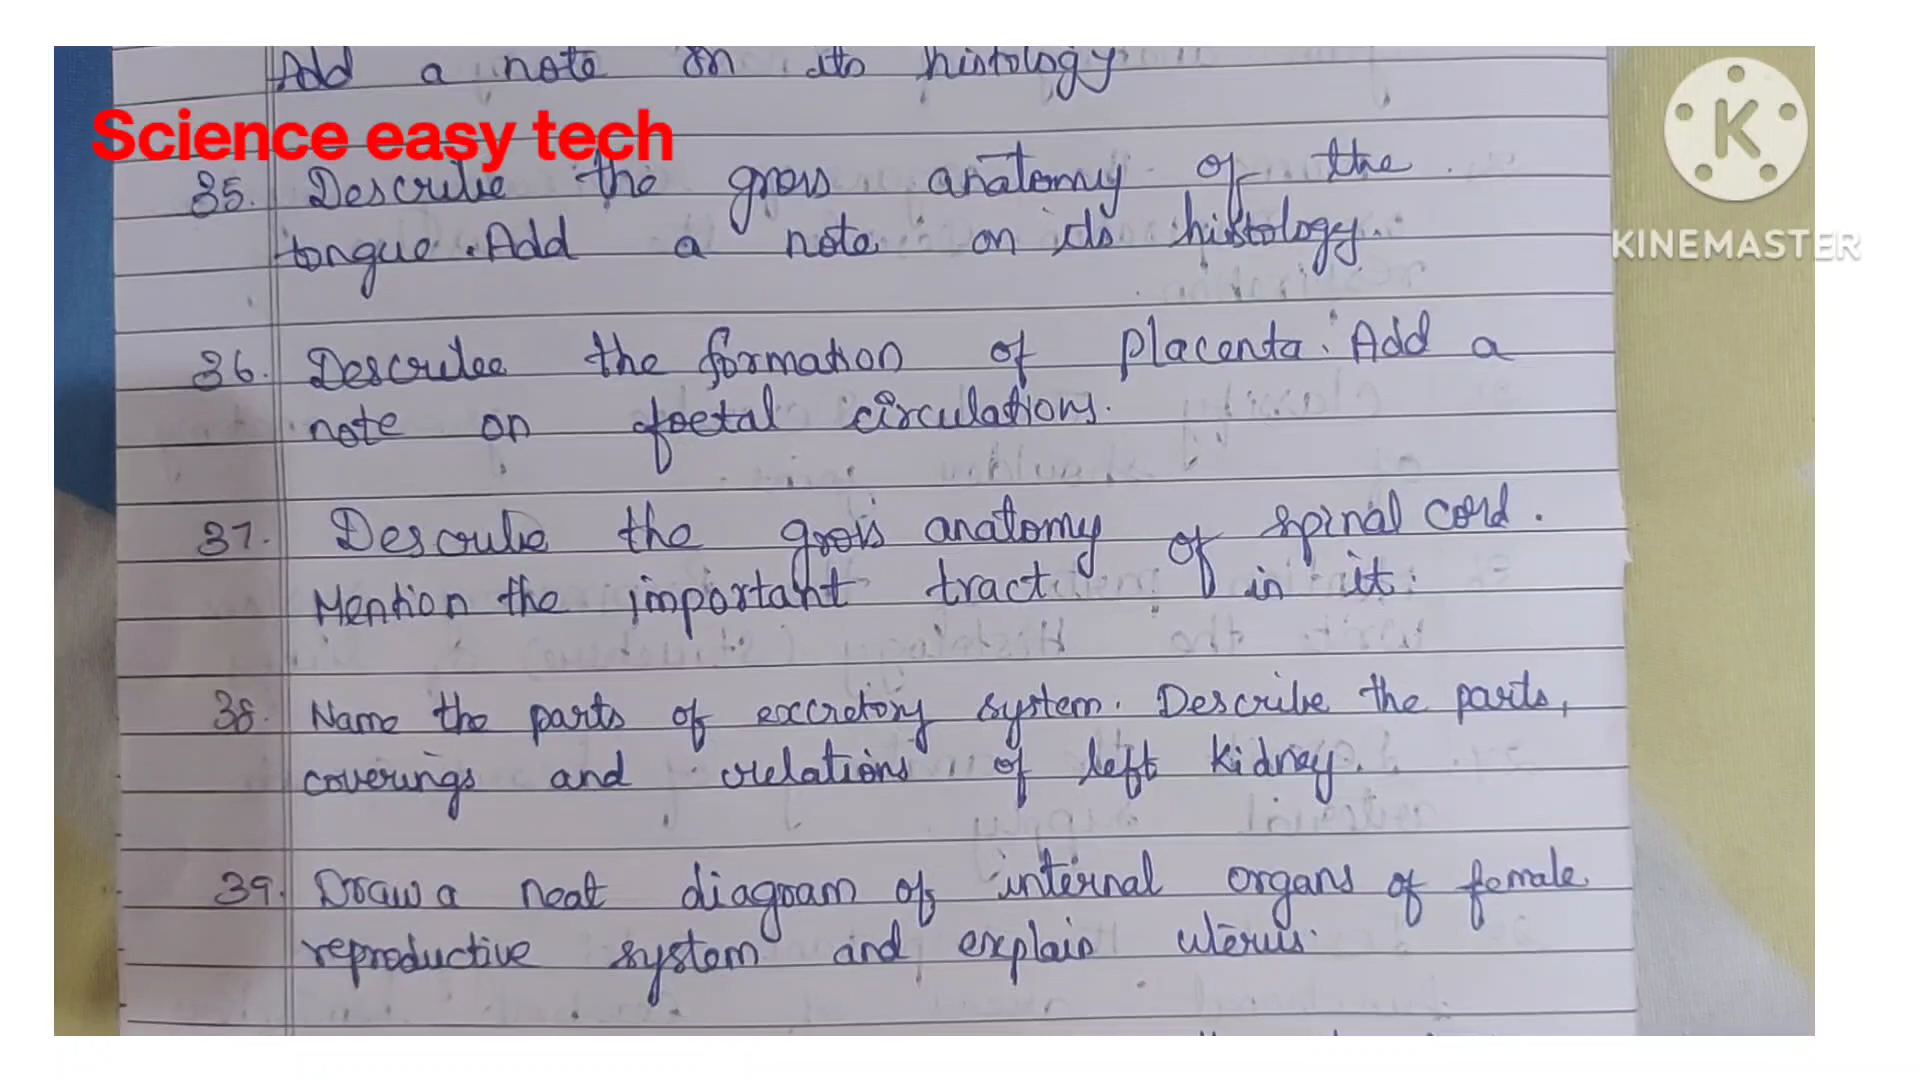 Add a note on its histology
Science easy tech
K
KINEMASTER
35. Describe the gross anatomy of the
tongue. Add a note on its histology.
36. Describe the formation of placenta. Add a
note on foetal circulations.
37. Describe the gross anatomy of spinal cord.
Mention the important tract in it.
38. Name the parts of excretory system. Describe the parts,
coverings and relations of left kidney.
39. Draw a neat diagram of internal organs of female
reproductive system and explain uterus.